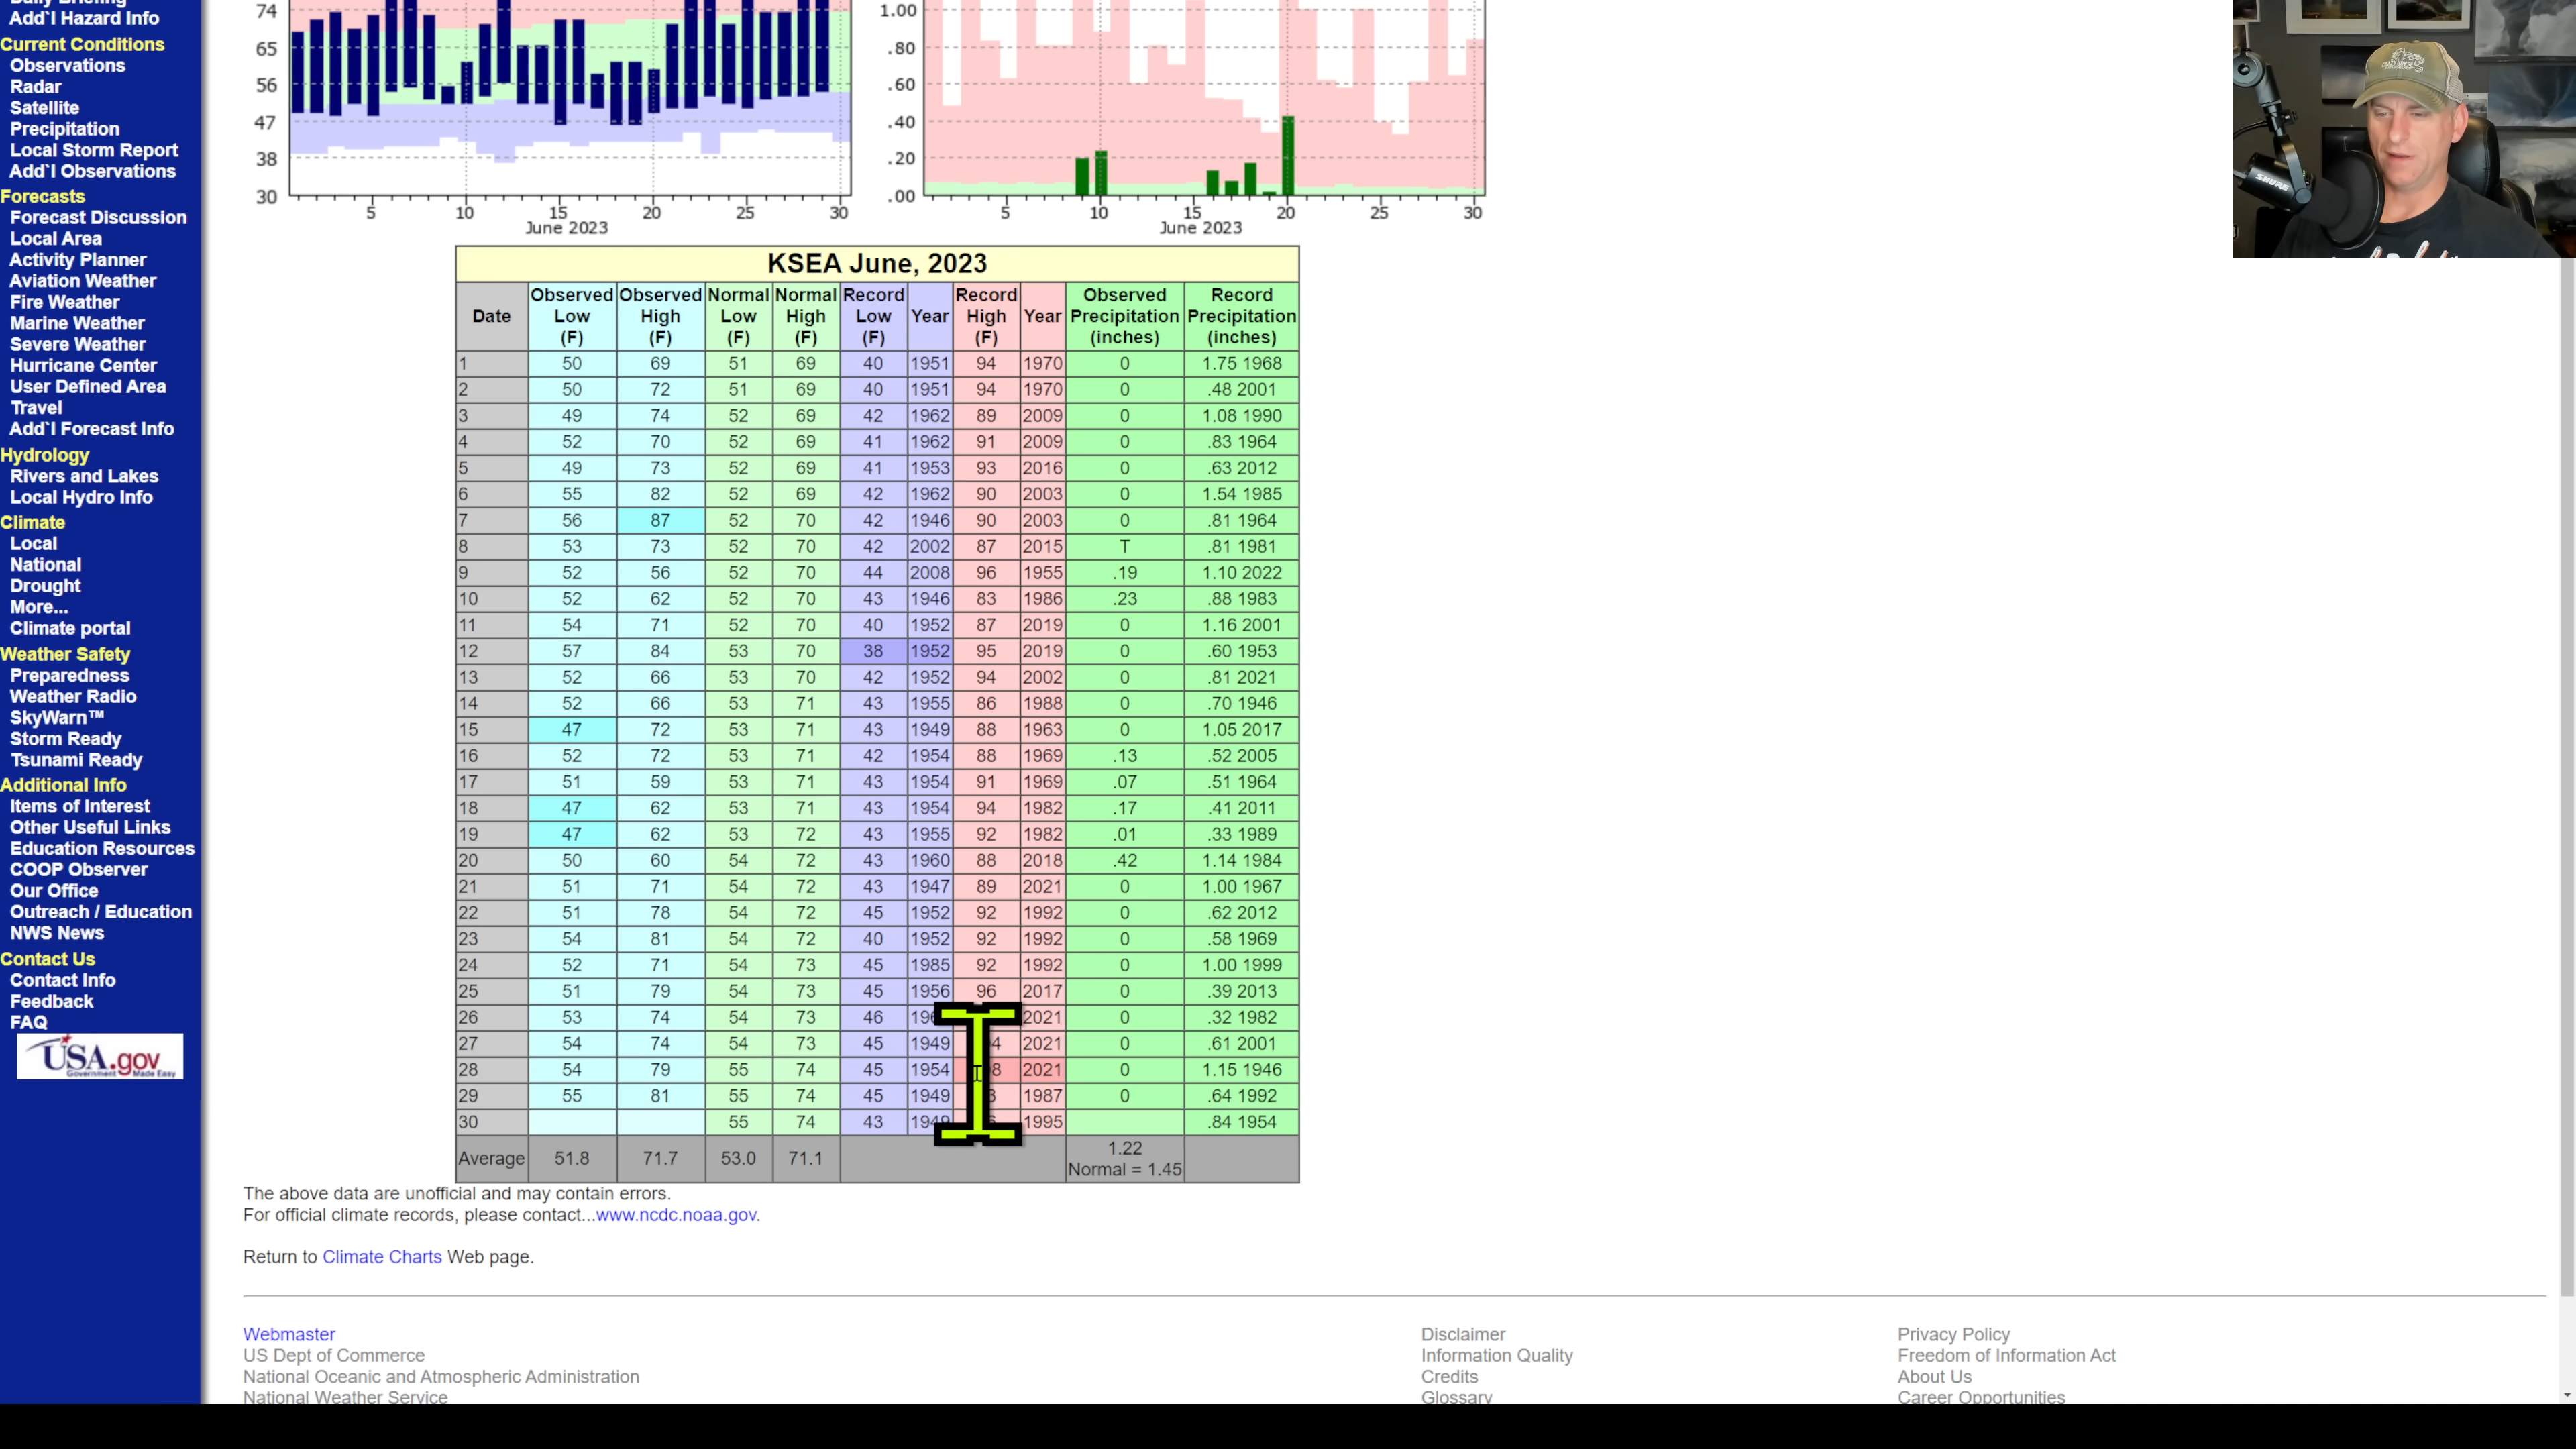 Daily Briefing
Add`l Hazard Info
Current Conditions
Observations
Radar
Satellite
Precipitation
Local Storm Report
Add`l Observations
Forecasts
Forecast Discussion
Local Area
Activity Planner
Aviation Weather
Fire Weather
Marine Weather
Severe Weather
Hurricane Center
User Defined Area
Travel
Add`l Forecast Info
Hydrology
Rivers and Lakes
Local Hydro Info
Climate
Local
National
Drought
More...
Climate portal
Weather Safety
Preparedness
Weather Radio
SkyWarn™
Storm Ready
Tsunami Ready
Additional Info
Items of Interest
Other Useful Links
Education Resources
COOP Observer
Our Office
Outreach / Education
NWS News
Contact Us
Contact Info
Feedback
FAQ
USA.gov
Government Made Easy
74
65
56
47
38
30
5 10 15 20 25 30
June 2023
1.00
.80
.60
.40
.20
.00
5 10 15 20 25 30
June 2023
SHURE
KSEA June, 2023
Date Observed Low (F) Observed High (F) Normal Low (F) Normal High (F) Record Low (F) Year Record High (F) Year Observed Precipitation (inches) Record Precipitation (inches)
1 50 69 51 69 40 1951 94 1970 0 1.75 1968
2 50 72 51 69 40 1951 94 1970 0 .48 2001
3 49 74 52 69 42 1962 89 2009 0 1.08 1990
4 52 70 52 69 41 1962 91 2009 0 .83 1964
5 49 73 52 69 41 1953 93 2016 0 .63 2012
6 55 82 52 69 42 1962 90 2003 0 1.54 1985
7 56 87 52 70 42 1946 90 2003 0 .81 1964
8 53 73 52 70 42 2002 87 2015 T .81 1981
9 52 56 52 70 44 2008 96 1955 .19 1.10 2022
10 52 62 52 70 43 1946 83 1986 .23 .88 1983
11 54 71 52 70 40 1952 87 2019 0 1.16 2001
12 57 84 53 70 38 1952 95 2019 0 .60 1953
13 52 66 53 70 42 1952 94 2002 0 .81 2021
14 52 66 53 71 43 1955 86 1988 0 .70 1946
15 47 72 53 71 43 1949 88 1963 0 1.05 2017
16 52 72 53 71 42 1954 88 1969 .13 .52 2005
17 51 59 53 71 43 1954 91 1969 .07 .51 1964
18 47 62 53 71 43 1954 94 1982 .17 .41 2011
19 47 62 53 72 43 1955 92 1982 .01 .33 1989
20 50 60 54 72 43 1960 88 2018 .42 1.14 1984
21 51 71 54 72 43 1947 89 2021 0 1.00 1967
22 51 78 54 72 45 1952 92 1992 0 .62 2012
23 54 81 54 72 40 1952 92 1992 0 .58 1969
24 52 71 54 73 45 1985 92 1992 0 1.00 1999
25 51 79 54 73 45 1956 96 2017 0 .39 2013
26 53 74 54 73 46 2021 0 .32 1982
27 54 74 54 73 45 1949 2021 0 .61 2001
28 54 79 55 74 45 1954 2021 0 1.15 1946
29 55 81 55 74 45 1949 1987 0 .64 1992
30 55 74 43 1949 1995 .84 1954
Average 51.8 71.7 53.0 71.1 1.22 Normal = 1.45
The above data are unofficial and may contain errors.
For official climate records, please contact...www.ncdc.noaa.gov.
Return to Climate Charts Web page.
Webmaster
US Dept of Commerce
National Oceanic and Atmospheric Administration
National Weather Service
Disclaimer
Information Quality
Credits
Glossary
Privacy Policy
Freedom of Information Act
About Us
Career Opportunities